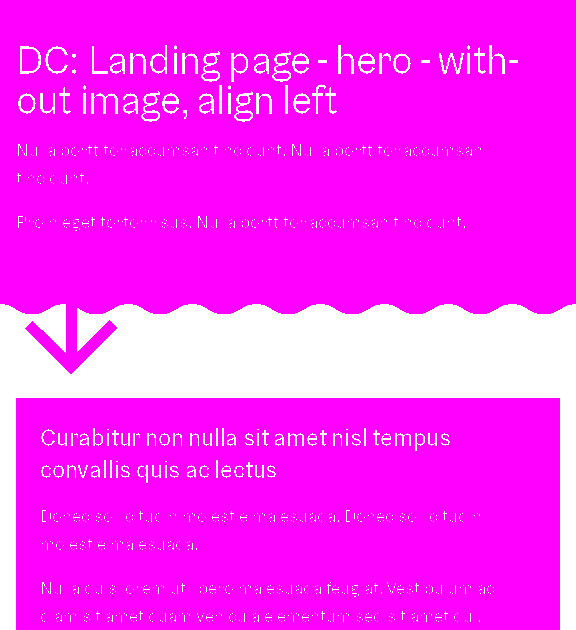 DC: Landing page - hero - with-
out image, align left
Nulla porttitor accumsan tincidunt. Nulla porttitor accumsan
tincidunt.
Proin eget tortor risus. Nulla porttitor accumsan tincidunt.
Curabitur non nulla sit amet nisl tempus
convallis quis ac lectus
Donec sollicitudin molestie malesuada. Donec sollicitudin
molestie malesuada.
Nulla quis lorem ut libero malesuada feugiat. Vestibulum ac
diam sit amet quam vehicula elementum sed sit amet dui.